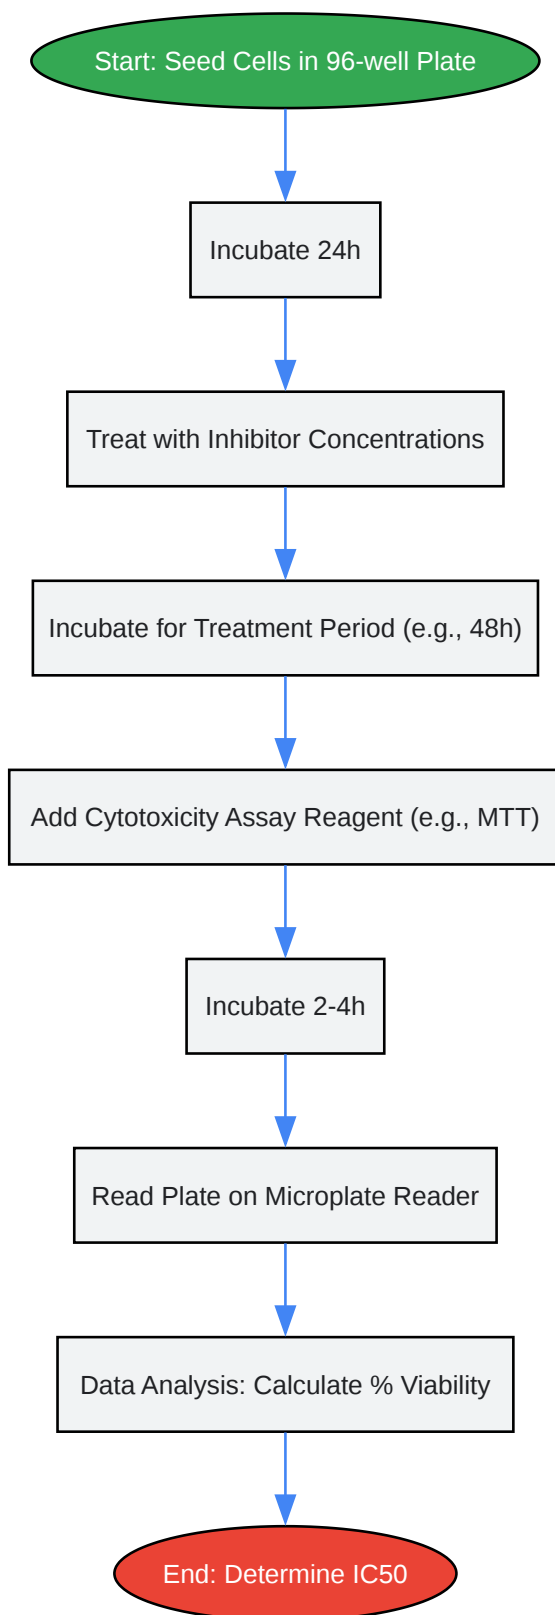 Start: Seed Cells in 96-well Plate
Incubate 24h
Treat with Inhibitor Concentrations
Incubate for Treatment Period (e.g., 48h)
Add Cytotoxicity Assay Reagent (e.g., MTT)
Incubate 2-4h
Read Plate on Microplate Reader
Data Analysis: Calculate % Viability
End: Determine IC50